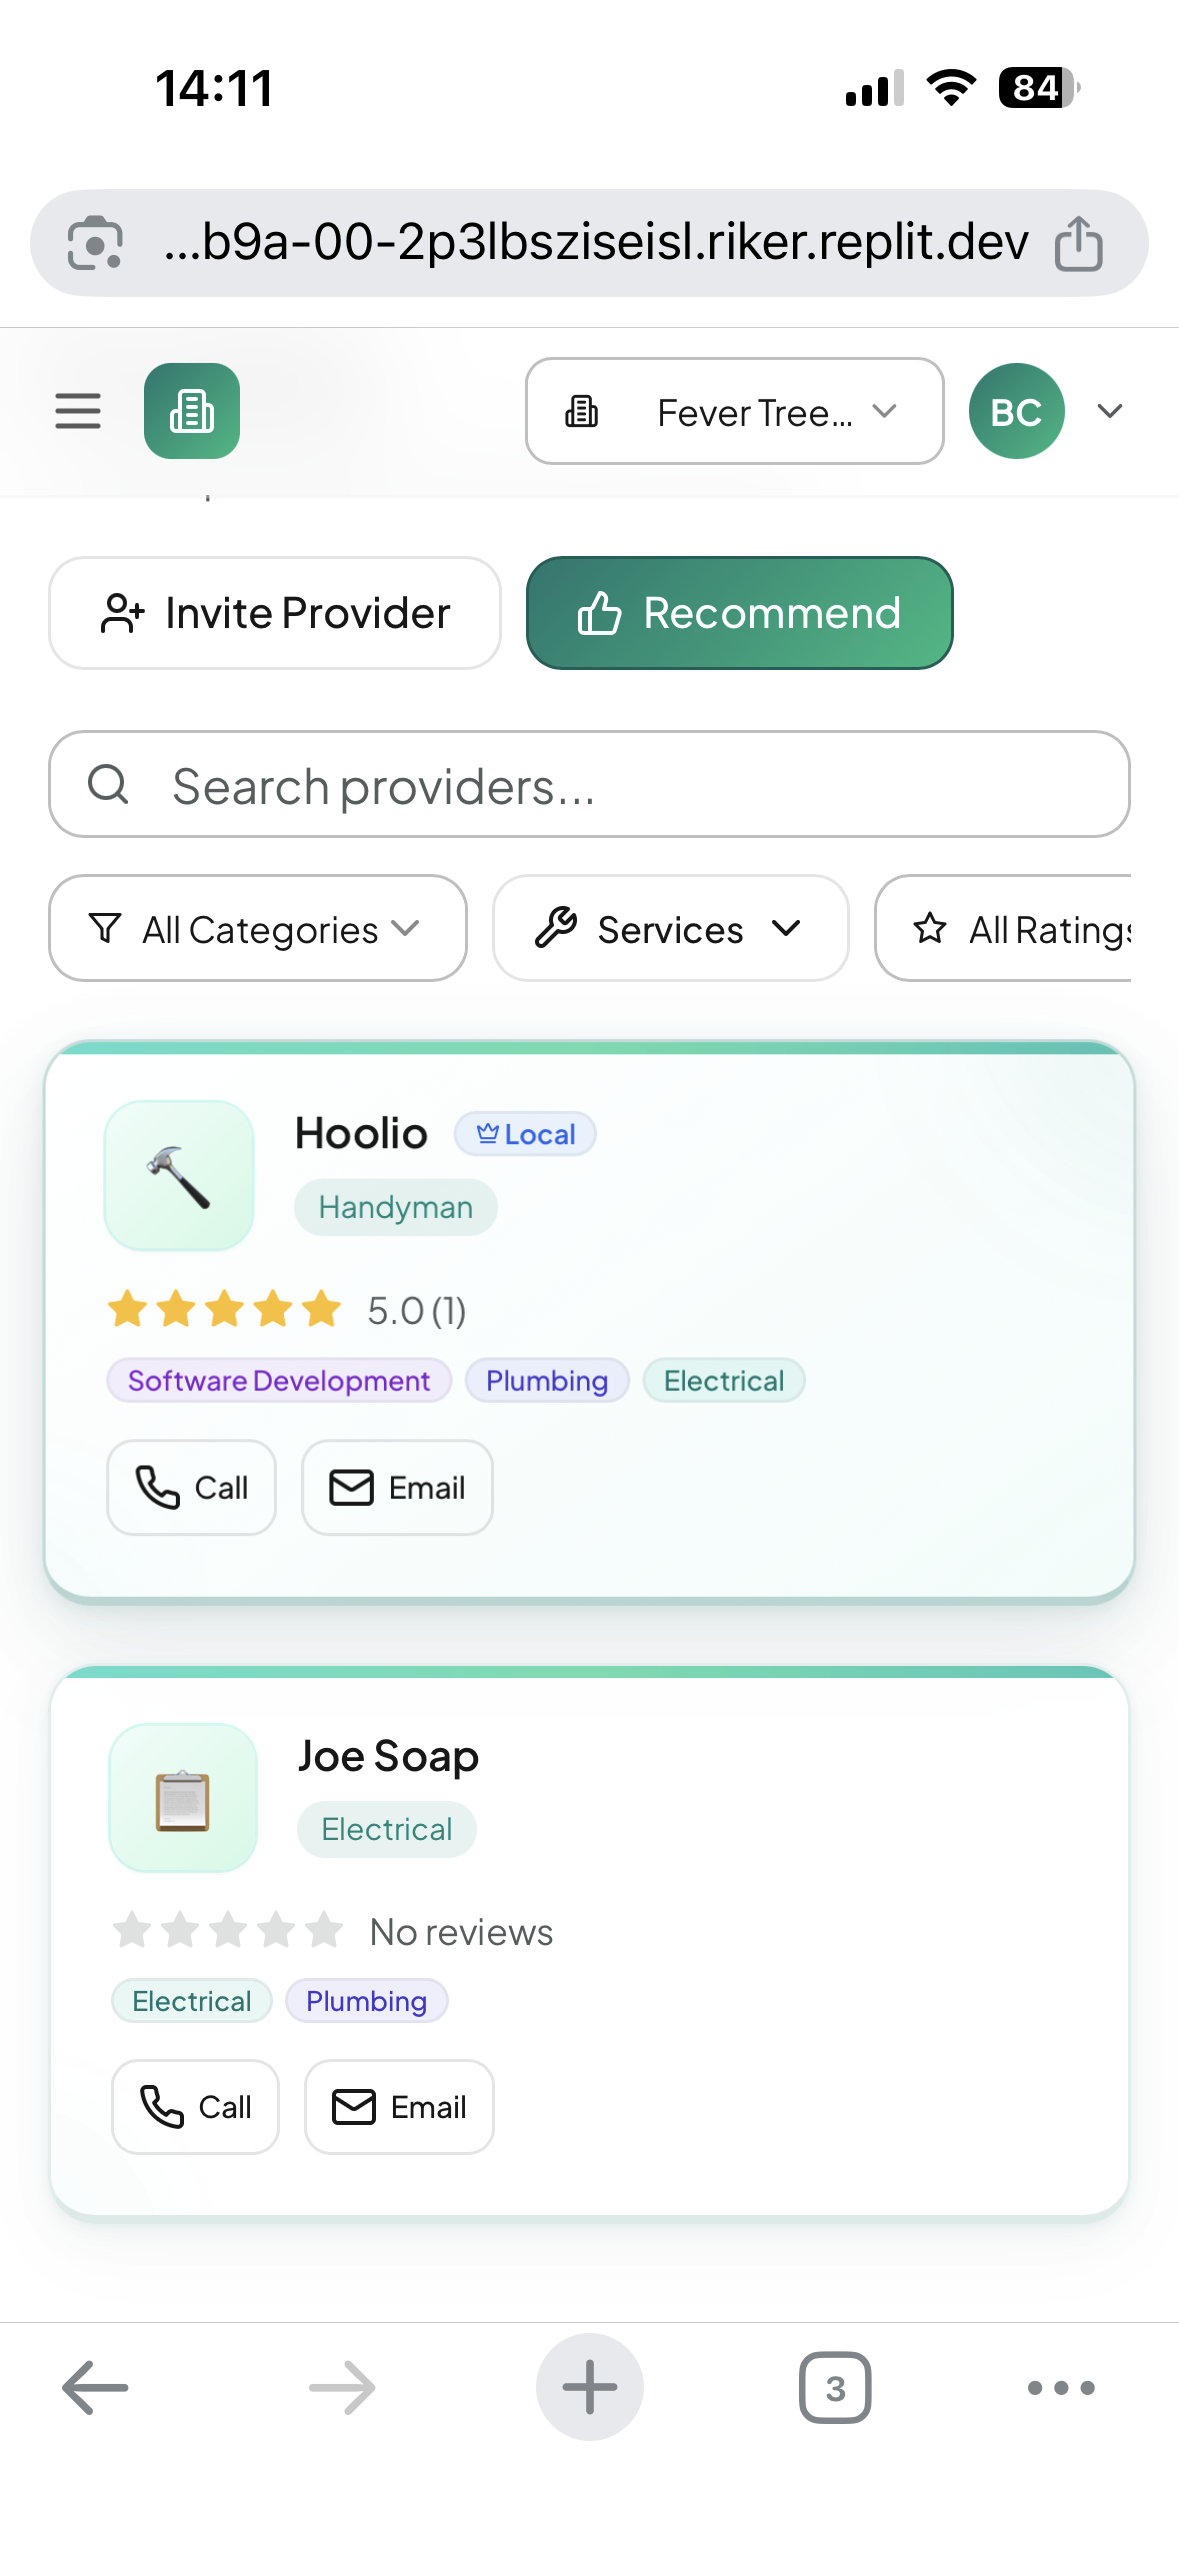 14:11
84
...b9a-00-2p3lbsziseisl.riker.replit.dev
Fever Tree...
BC
Invite Provider
Recommend
Search providers...
All Categories
Services
All Ratings
Hoolio
Local
Handyman
5.0 (1)
Software Development
Plumbing
Electrical
Call
Email
Joe Soap
Electrical
No reviews
Electrical
Plumbing
Call
Email
3